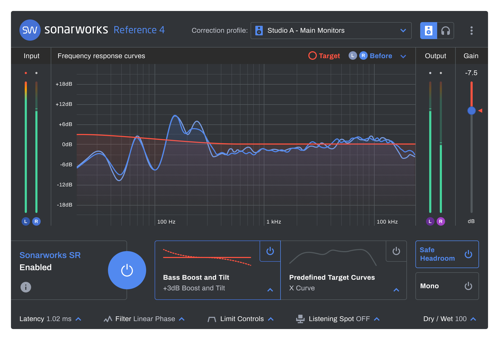 SW sonarworks Reference 4
Correction profile: Studio A - Main Monitors
Input Frequency response curves Target L R Before Output Gain
-7.5
+18dB
+12dB
+6dB
0dB
-6dB
-12dB
-18dB
L R L R dB
100 Hz 1 kHz 100 kHz
Sonarworks SR
Enabled
Bass Boost and Tilt
+3dB Boost and Tilt
Predefined Target Curves
X Curve
Safe
Headroom
Mono
Latency 1.02 ms Filter Linear Phase Limit Controls Listening Spot OFF Dry / Wet 100